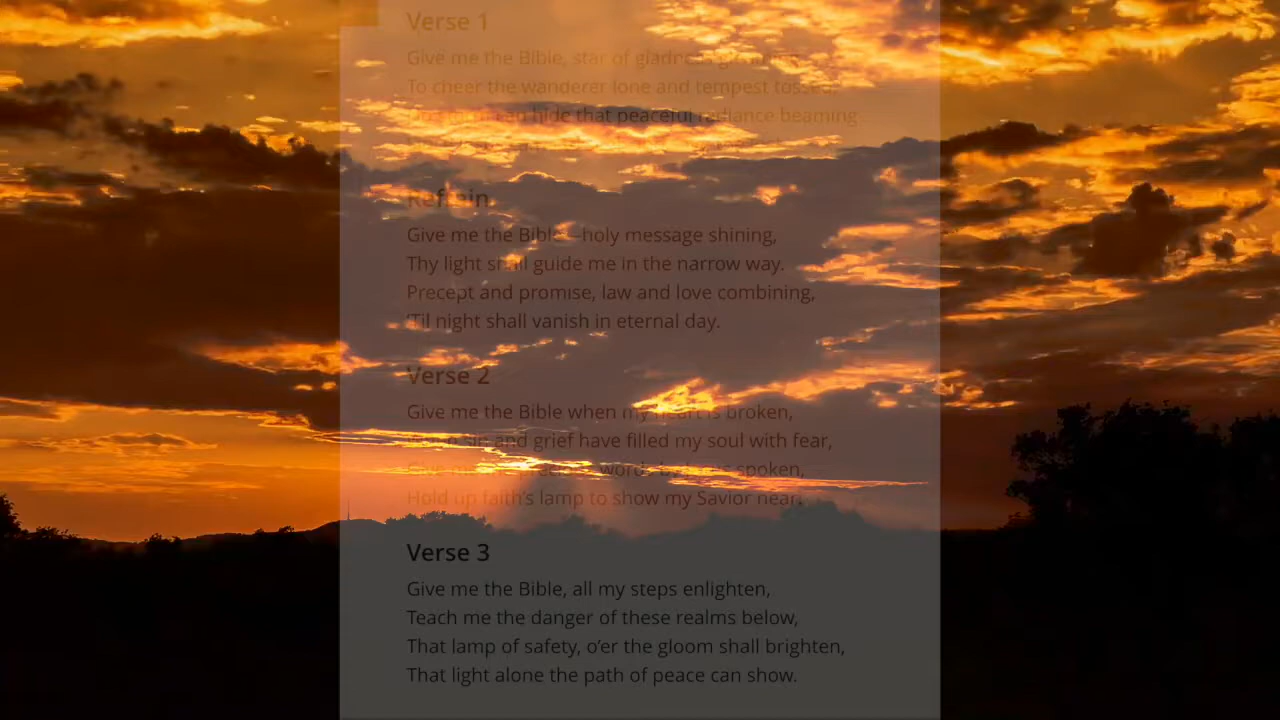 Verse 1
Give me the Bible, star of gladness
To cheer the wanderer lone and tempest tossed,
hide that peaceful radiance beaming
Refrain
Give me the Bible—holy message shining,
Thy light shall guide me in the narrow way.
Precept and promise, law and love combining,
‘Til night shall vanish in eternal day.
Verse 2
Give me the Bible when my heart is broken,
and grief have filled my soul with fear,
Give me the words spoken,
Hold up faith’s lamp to show my Savior near.
Verse 3
Give me the Bible, all my steps enlighten,
Teach me the danger of these realms below,
That lamp of safety, o’er the gloom shall brighten,
That light alone the path of peace can show.